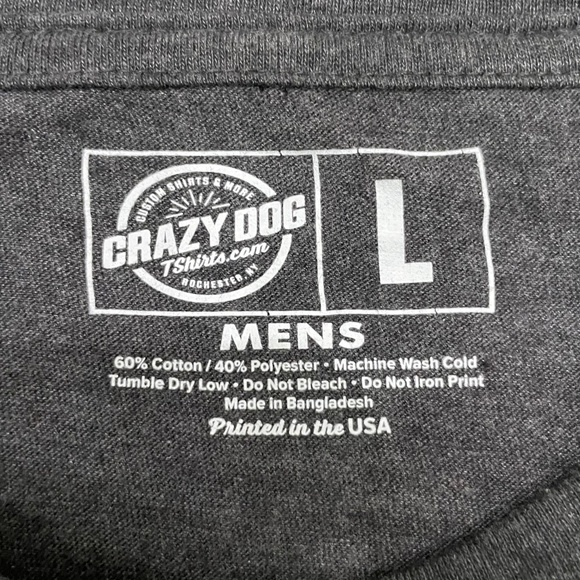 CUSTOM SHIRTS & MORE
CRAZY DOG
TShirts.com
ROCHESTER, NY
L
MENS
60% Cotton / 40% Polyester • Machine Wash Cold
Tumble Dry Low • Do Not Bleach • Do Not Iron Print
Made in Bangladesh
Printed in the USA